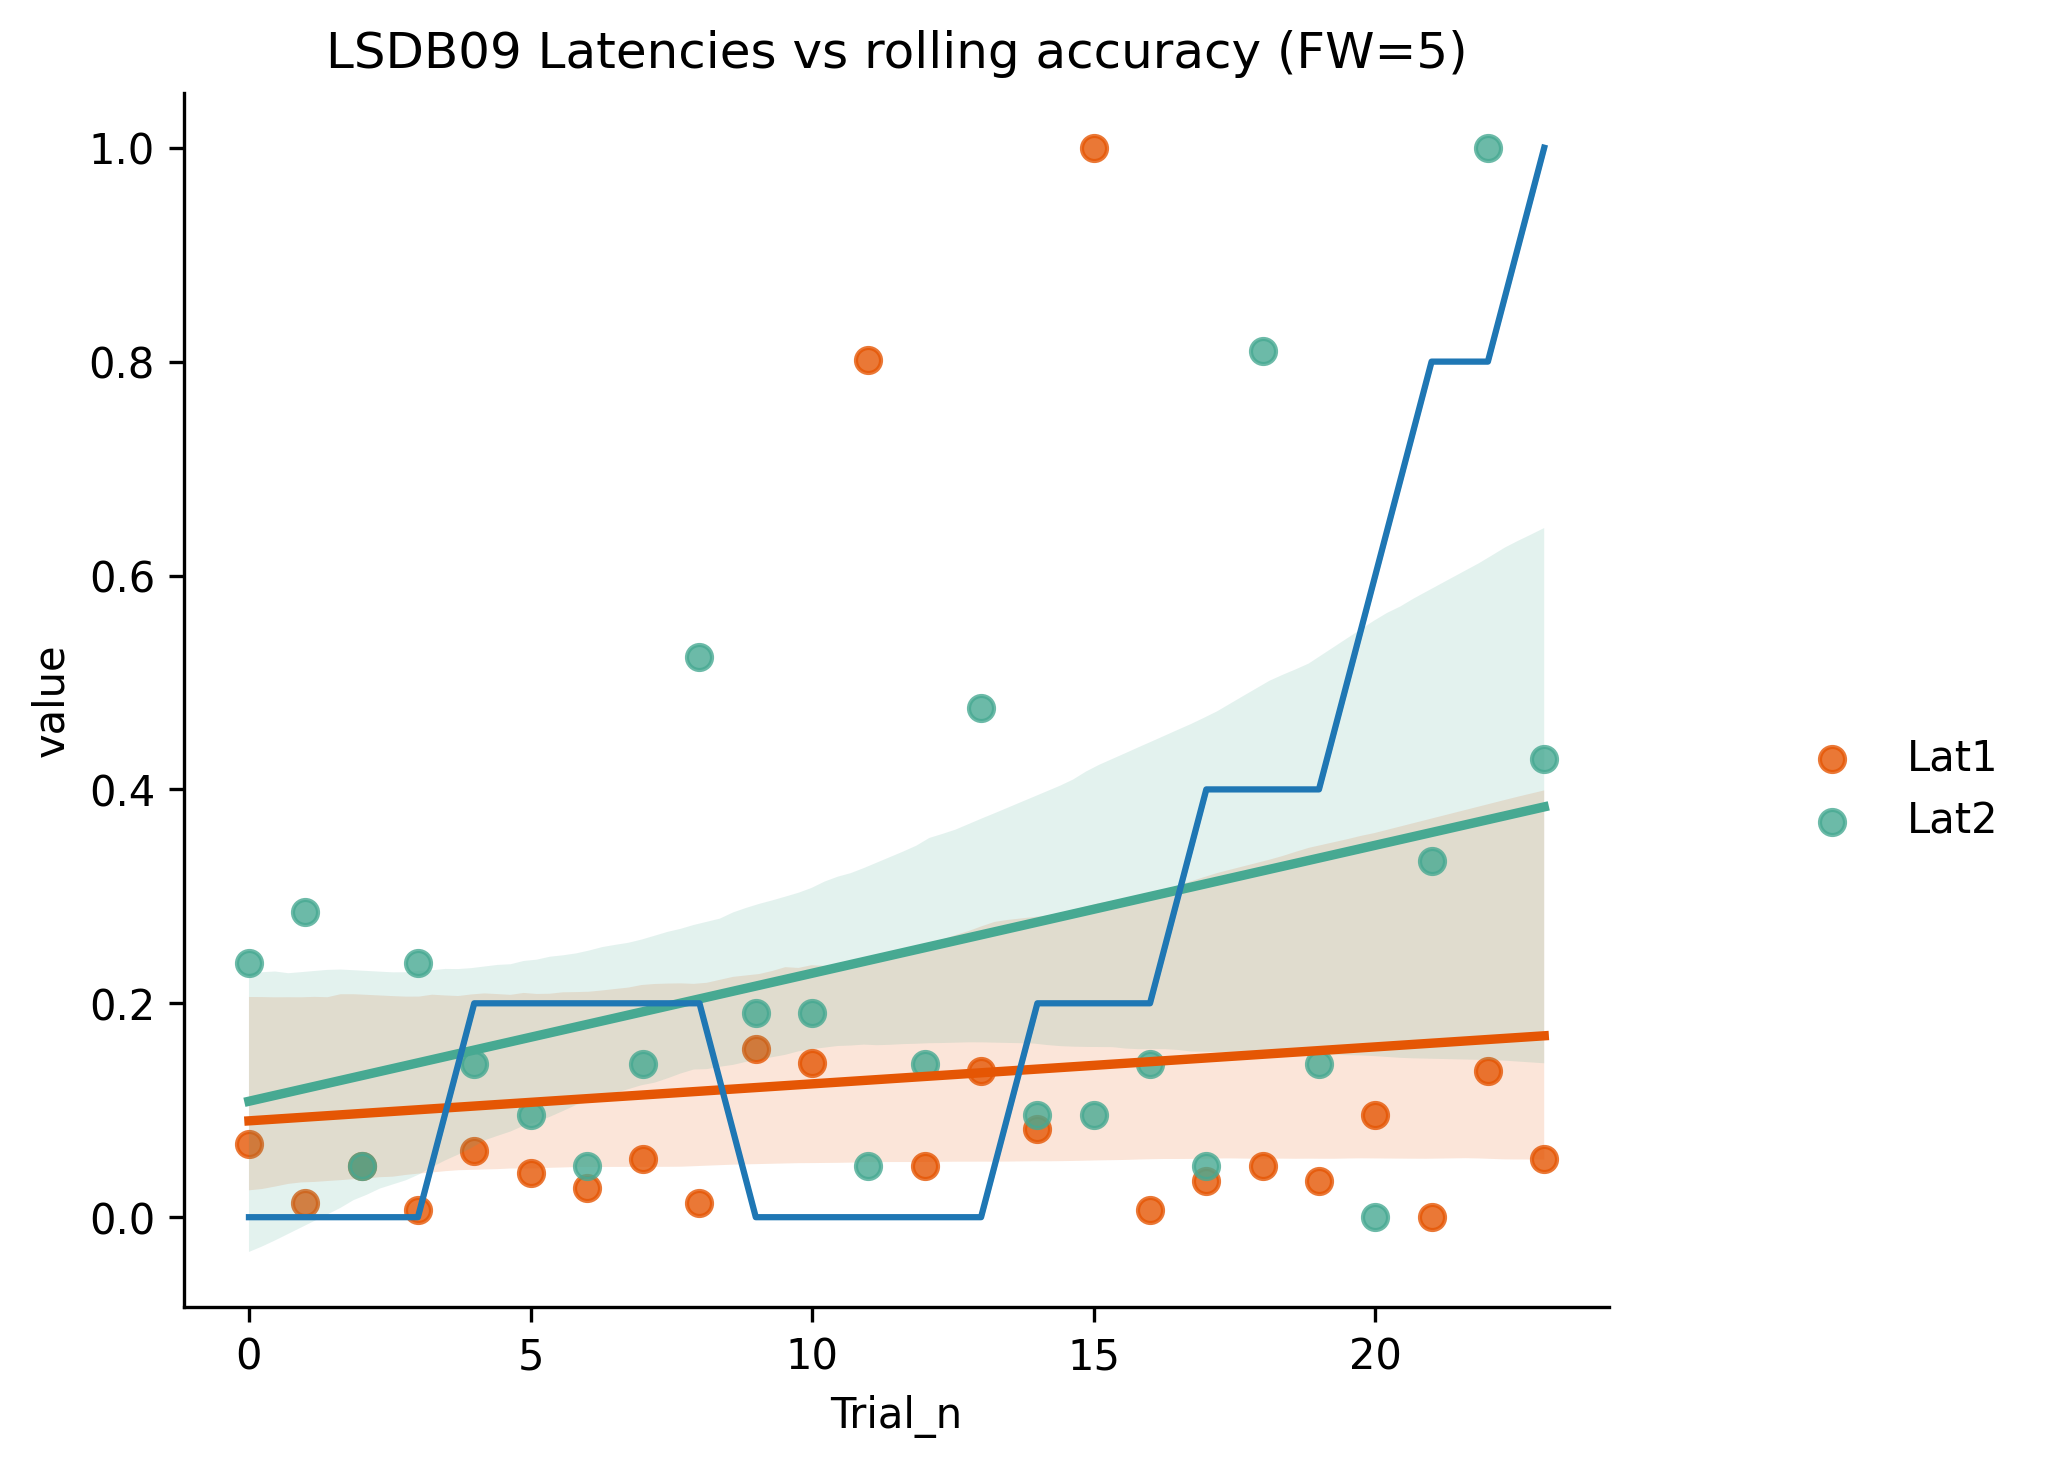 LSDB09 Latencies vs rolling accuracy (FW=5)
1.0
0.8
0.6
0.4
0.2
0.0
value
0 5 10 15 20
Trial_n
Lat1
Lat2